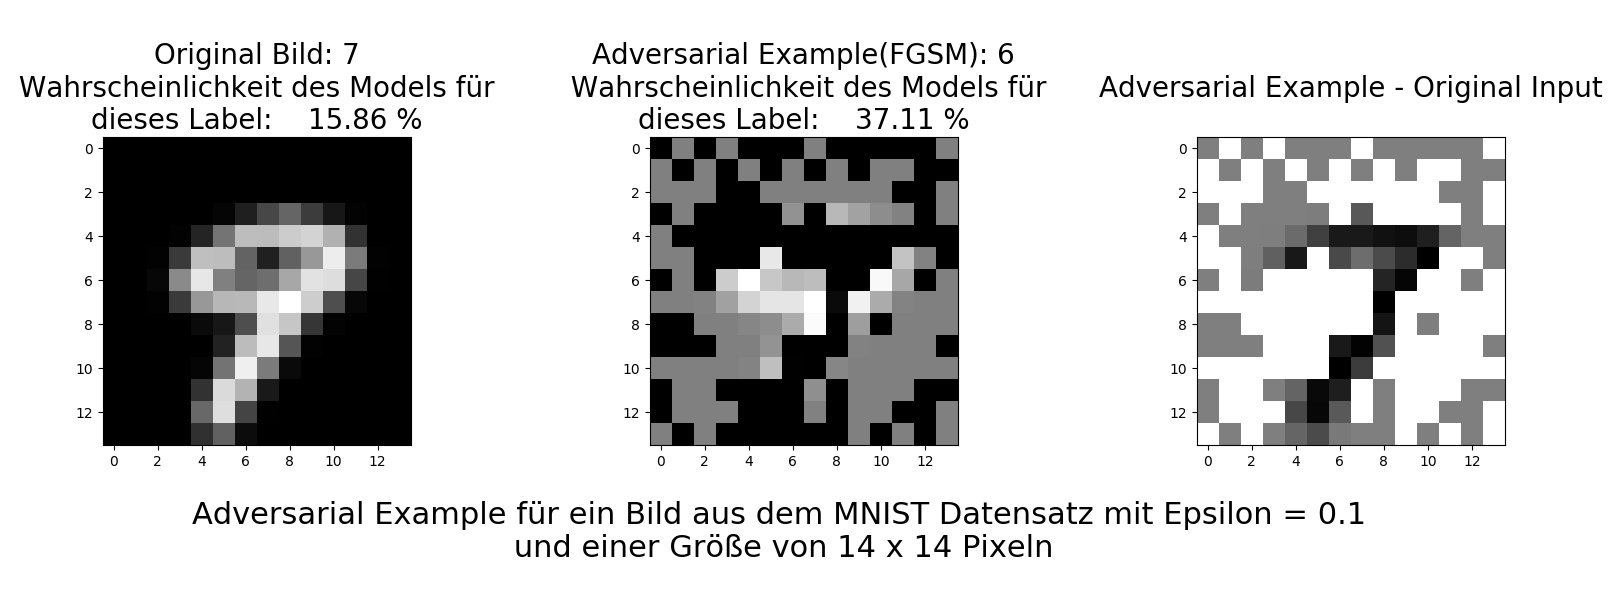 Original Bild: 7
Wahrscheinlichkeit des Models für
dieses Label:    15.86 %
0
2
4
6
8
10
12
0 2 4 6 8 10 12
Adversarial Example(FGSM): 6
Wahrscheinlichkeit des Models für
dieses Label:    37.11 %
0
2
4
6
8
10
12
0 2 4 6 8 10 12
Adversarial Example - Original Input
0
2
4
6
8
10
12
0 2 4 6 8 10 12
Adversarial Example für ein Bild aus dem MNIST Datensatz mit Epsilon = 0.1
und einer Größe von 14 x 14 Pixeln